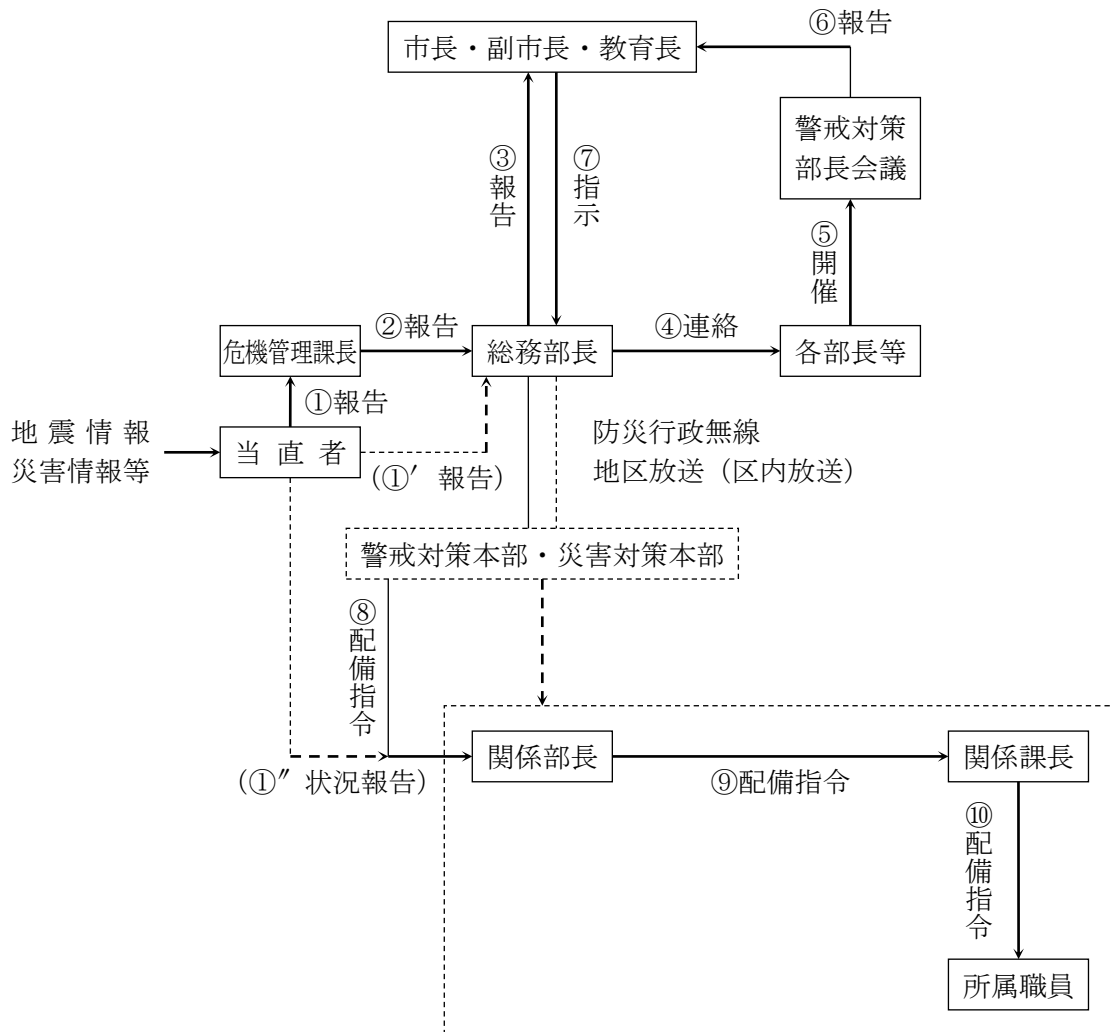 ⑥報告
市長・副市長・教育長
警戒対策
部長会議
③報告
⑦指示
⑤開催
②報告
④連絡
危機管理課長
総務部長
各部長等
①報告
地震情報
災害情報等
当直者
(①′報告)
防災行政無線
地区放送(区内放送)
警戒対策本部・災害対策本部
⑧配備指令
関係部長
関係課長
(①″状況報告)
⑨配備指令
⑩配備指令
所属職員